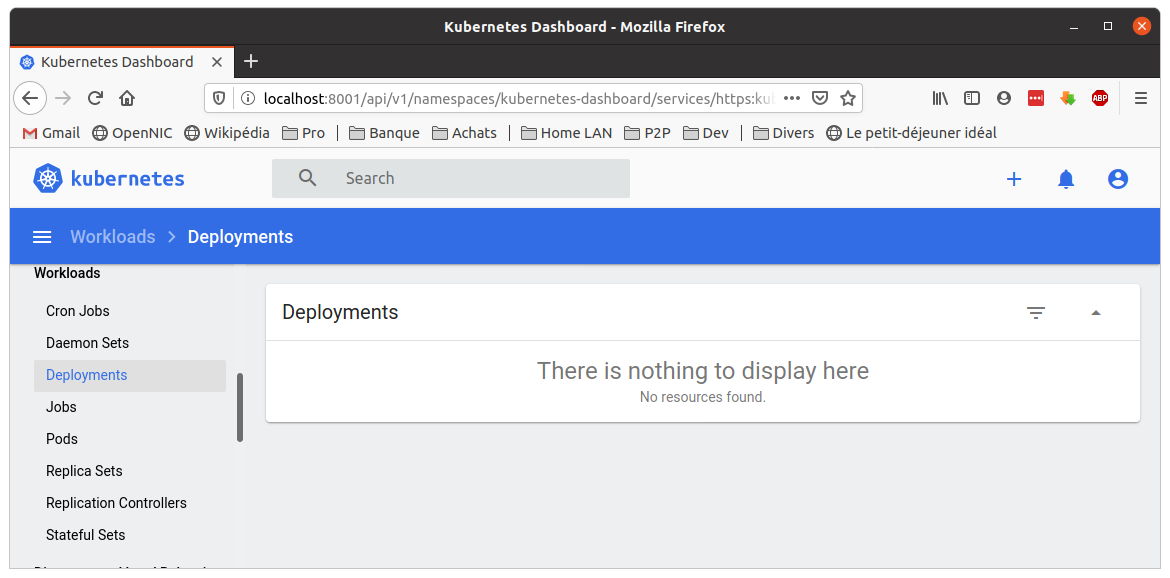 Kubernetes Dashboard - Mozilla Firefox
Kubernetes Dashboard
localhost:8001/api/v1/namespaces/kubernetes-dashboard/services/https:kul
Gmail OpenNIC Wikipédia Pro Banque Achats Home LAN P2P Dev Divers Le petit-déjeuner idéal
ABP
kubernetes Search
Workloads Deployments
Workloads
Cron Jobs
Daemon Sets
Deployments
Jobs
Pods
Replica Sets
Replication Controllers
Stateful Sets
Deployments
There is nothing to display here
No resources found.